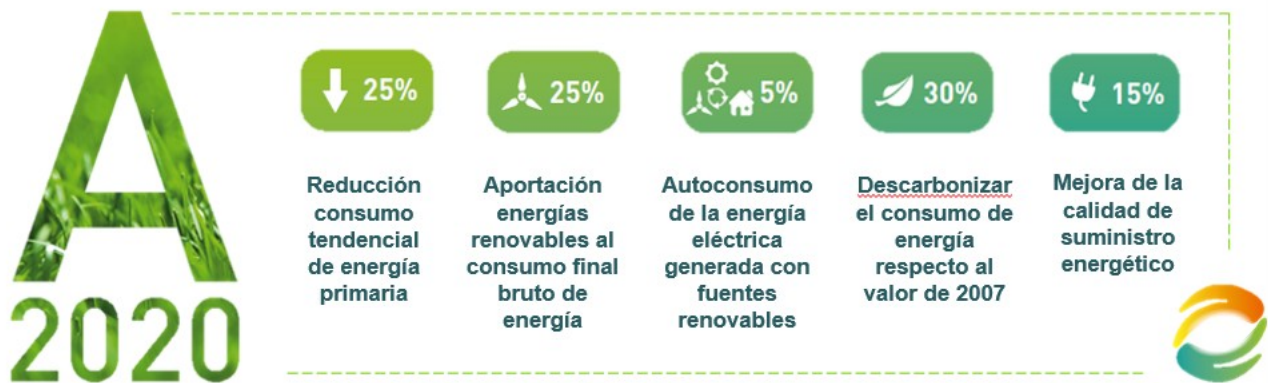 A
2020
25%
Reducción
consumo
tendencial
de energía
primaria
25%
Aportación
energías
renovables al
consumo final
bruto de
energía
5%
Autoconsumo
de la energía
eléctrica
generada con
fuentes
renovables
30%
Descarbonizar
el consumo de
energía
respecto al
valor de 2007
15%
Mejora de la
calidad de
suministro
energético